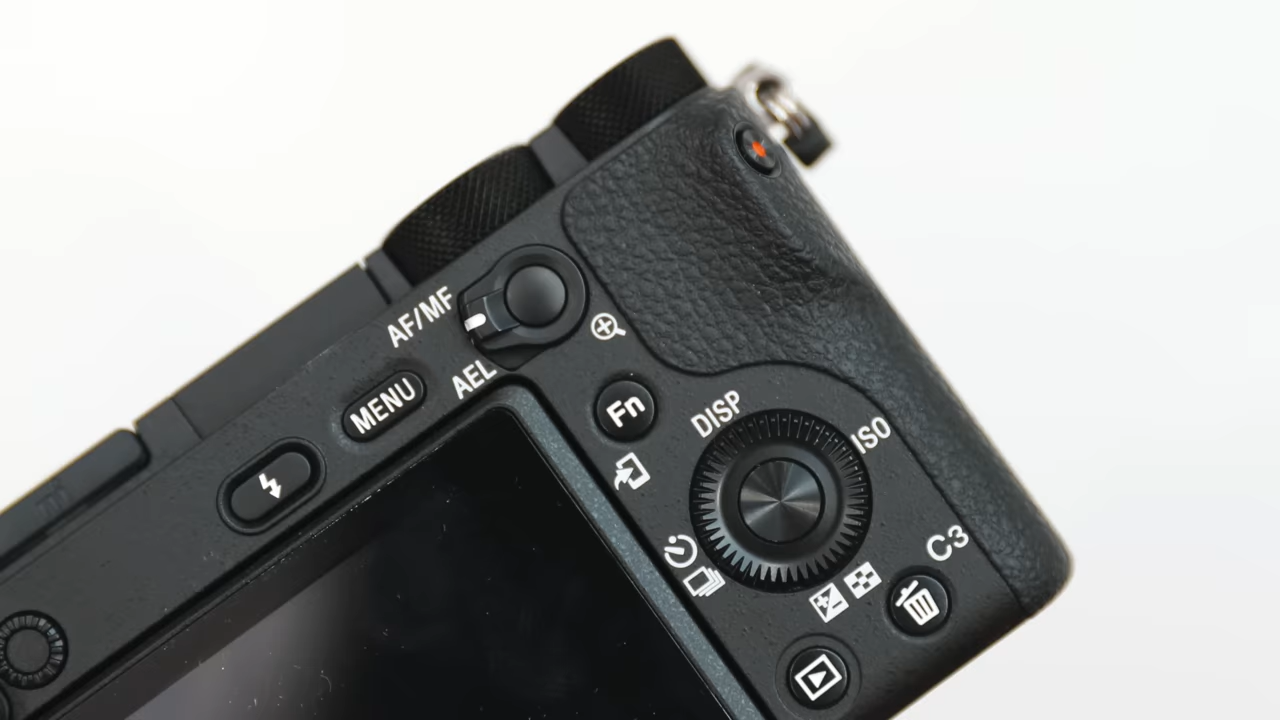 AF/MF
AEL
MENU
Fn
DISP
ISO
C3